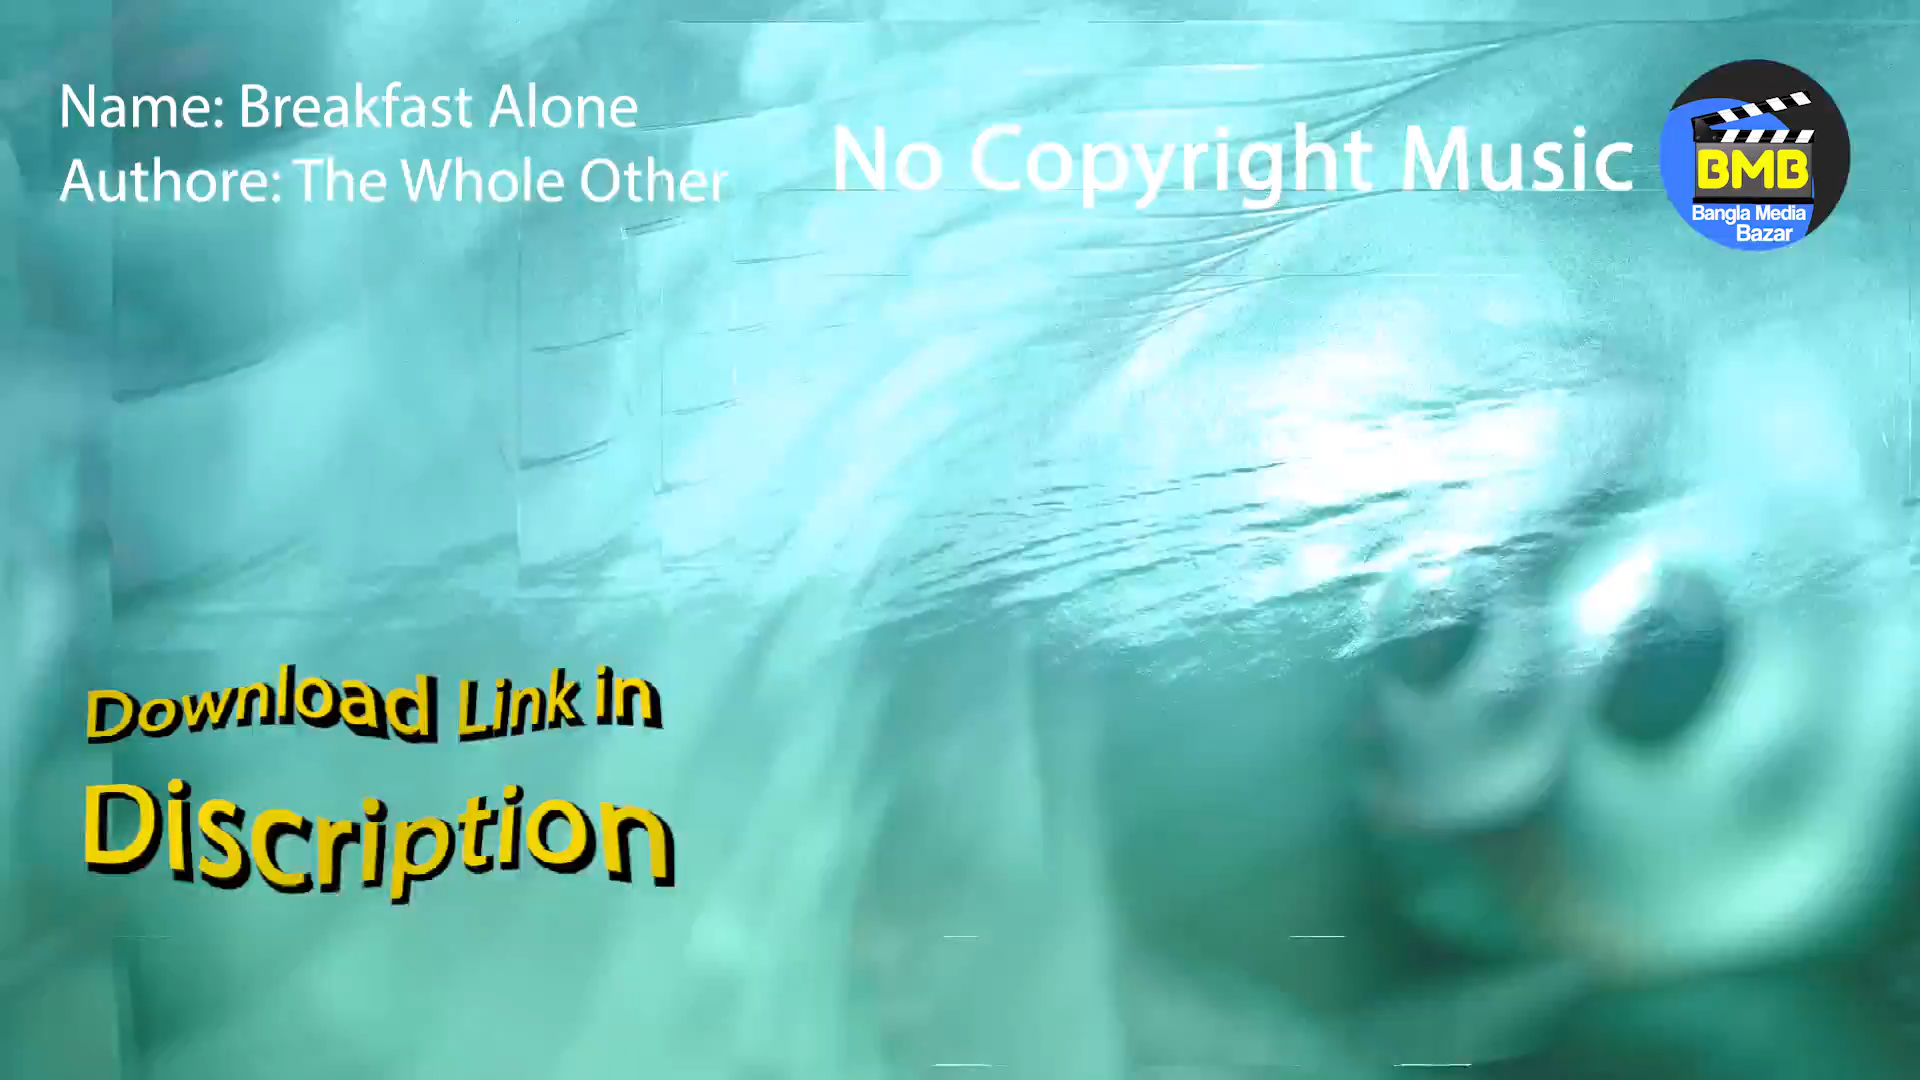 Name: Breakfast Alone
Authore: The Whole Other
No Copyright Music
BMB
Bangla Media
Bazar
Download Link in
Discription